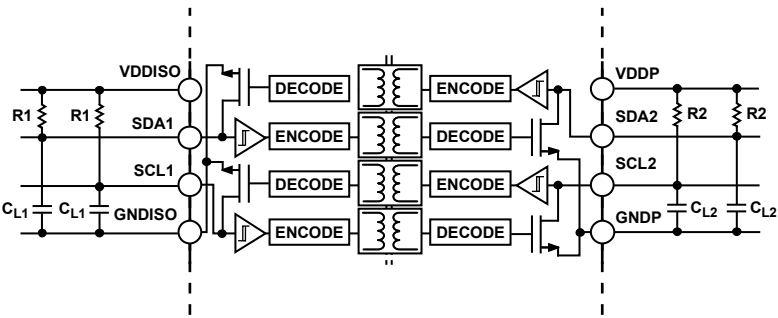 VDDISO
DECODE
ENCODE
VDDP
R1
R1
SDA1
ENCODE
DECODE
SDA2
R2
R2
SCL1
DECODE
ENCODE
SCL2
CL1
CL1
GNDISO
ENCODE
DECODE
GNDP
CL2
CL2